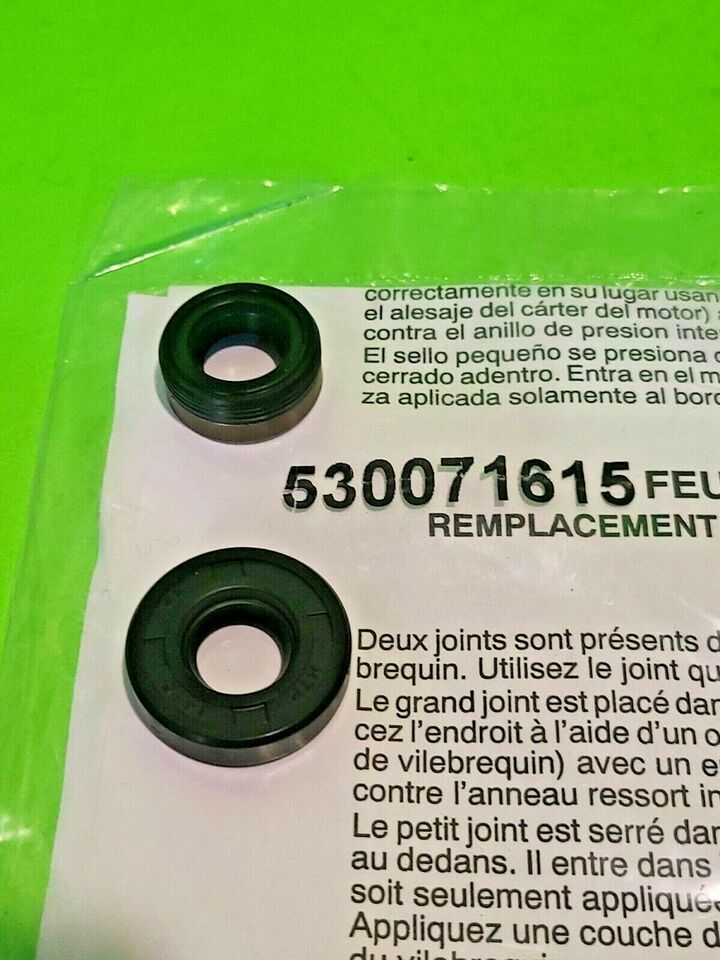 correctamente en su lugar usan
el alesaje del cárter del motor)
contra el anillo de presion inte
El sello pequeño se presiona
cerrado adentro. Entra en el m
za aplicada solamente al bord
530071615 FEU
REMPLACEMENT
Deux joints sont présents d
brequin. Utilisez le joint qu
Le grand joint est placé dan
cez l'endroit à l'aide d'un o
de vilebrequin) avec un e
contre l'anneau ressort in
Le petit joint est serré dan
au dedans. Il entre dans
soit seulement appliquée
Appliquez une couche d
du vilebrequin